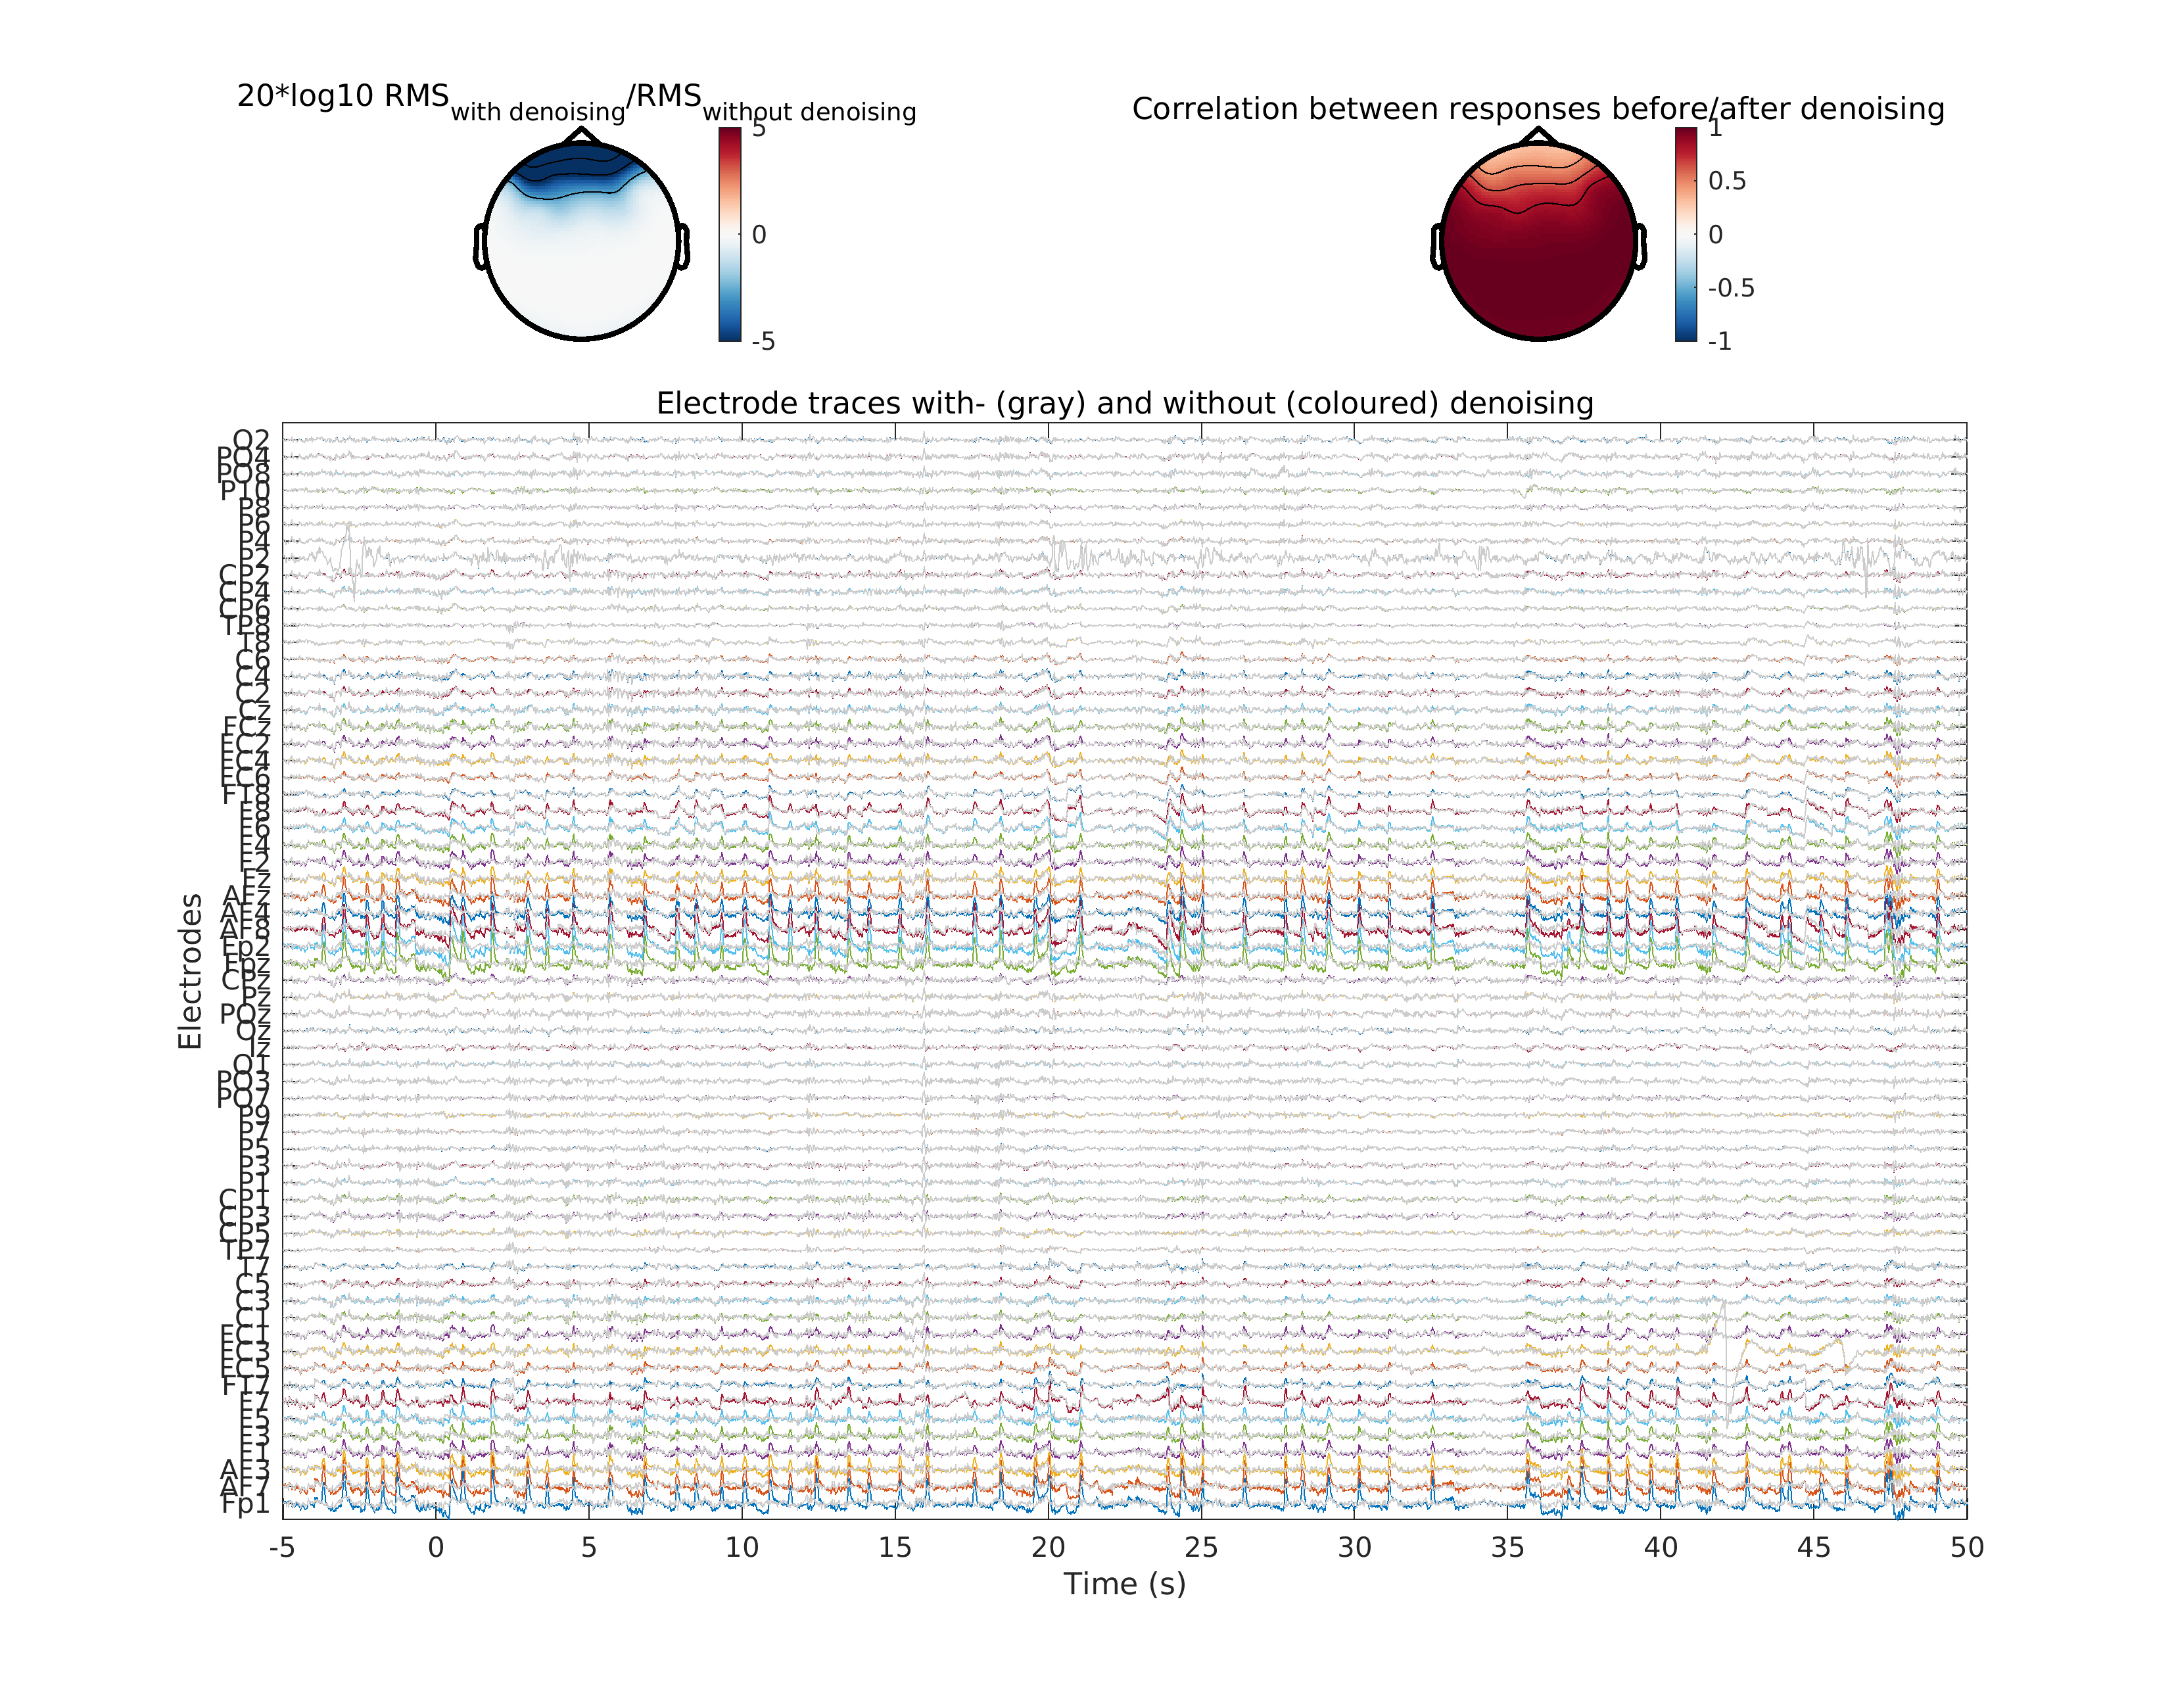 20*log10 RMS with denoising/RMS without denoising
5
0
-5
Correlation between responses before/after denoising
1
0.5
0
-0.5
-1
Electrode traces with- (gray) and without (coloured) denoising
Electrodes
O2
PO4
PO8
P10
P8
P6
P4
P2
CP2
CP4
CP6
TP8
T8
C6
C4
C2
Cz
FCz
FC2
FC4
FC6
FT8
F8
F6
F4
F2
Fz
AFz
AF4
AF8
Fp2
Fpz
CPz
Pz
POz
Oz
Iz
O1
PO3
PO7
P9
P7
P5
P3
P1
CP1
CP3
CP5
TP7
T7
C5
C3
C1
FC1
FC3
FC5
FT7
F7
F5
F3
F1
AF3
AF7
Fp1
-5 0 5 10 15 20 25 30 35 40 45 50
Time (s)